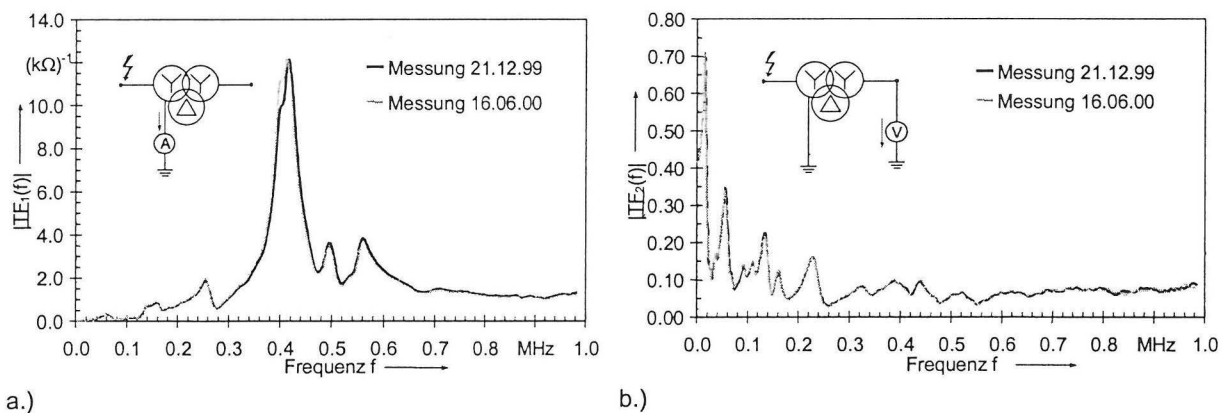 14.0
(kΩ)⁻¹
10.0
8.0
6.0
4.0
2.0
0.0
|TF₁(f)|
A
Messung 21.12.99
Messung 16.06.00
0.0 0.1 0.2 0.3 0.4 0.5 0.6 0.7 0.8 MHz 1.0
Frequenz f
a.)
0.80
0.70
0.60
0.50
0.40
0.30
0.20
0.10
0.00
|TF₂(f)|
V
Messung 21.12.99
Messung 16.06.00
0.0 0.1 0.2 0.3 0.4 0.5 0.6 0.7 0.8 MHz 1.0
Frequenz f
b.)